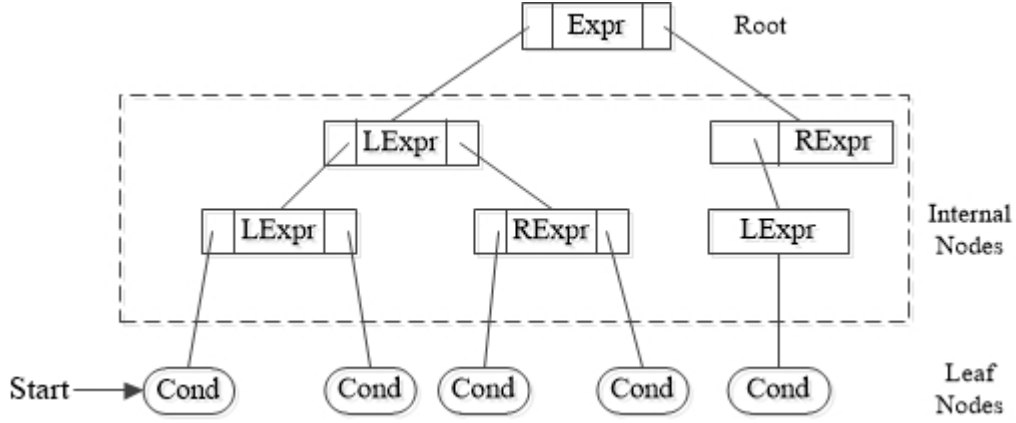 Expr
Root
LExpr
RExpr
LExpr
RExpr
LExpr
Internal
Nodes
Start
Cond
Cond
Cond
Cond
Cond
Leaf
Nodes